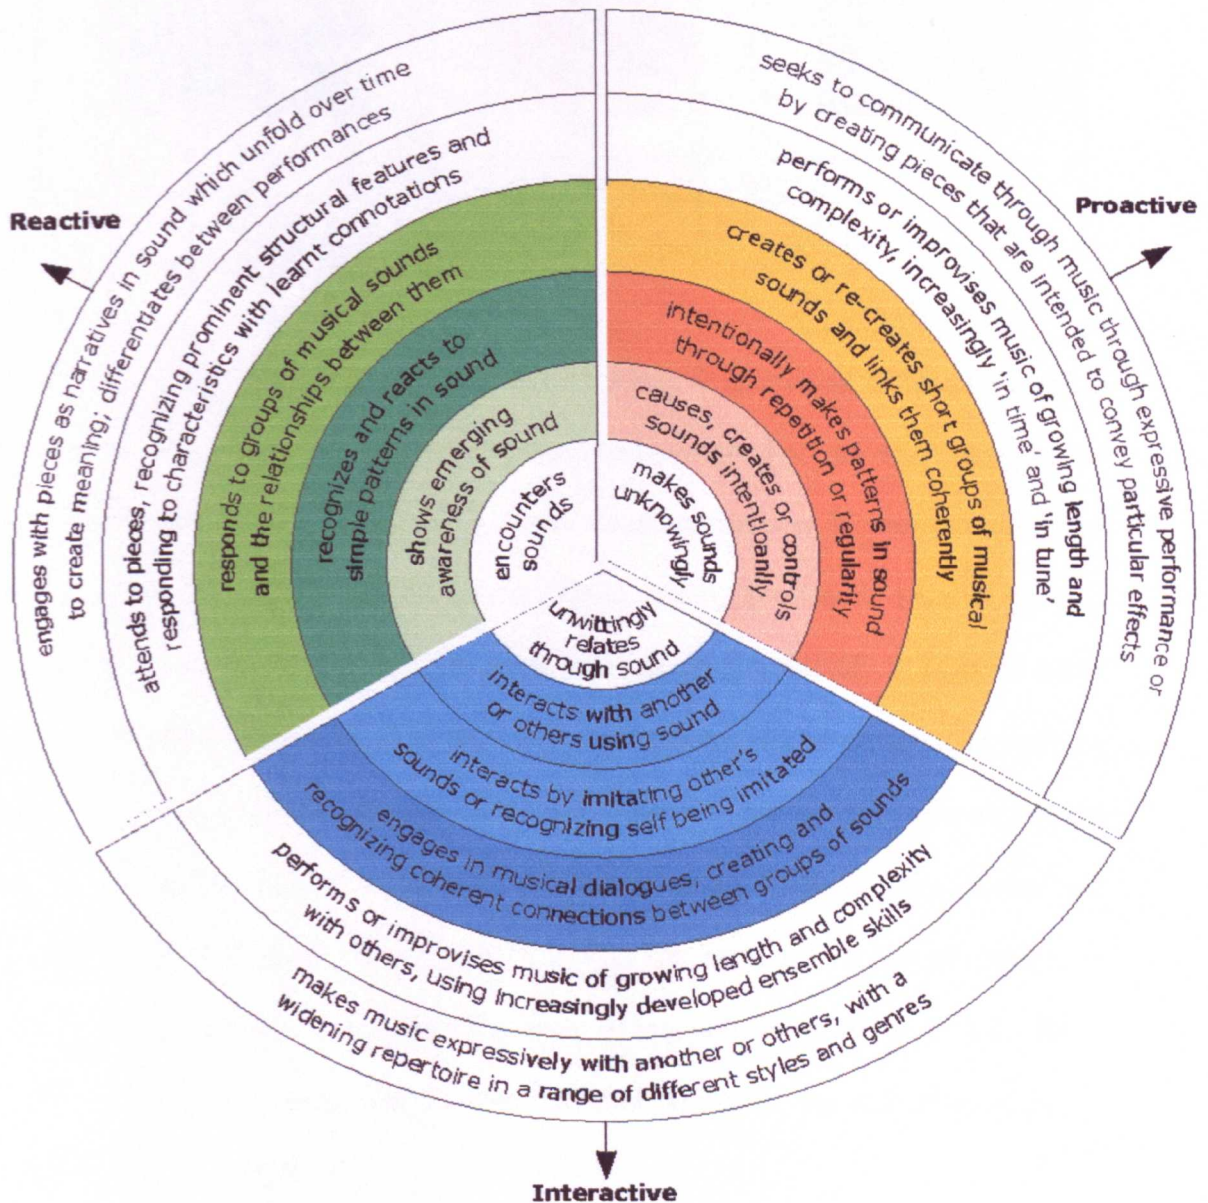 Reactive
engages with pieces as narratives in sound which unfold over time
to create meaning; differentiates between performances
attends to pieces, recognizing prominent structural features and
responding to characteristics with learnt connotations
responds to groups of musical sounds
and the relationships between them
recognizes and reacts to
simple patterns in sound
shows emerging
awareness of sound
encounters
sounds
Proactive
seeks to communicate through music through expressive performance or
by creating pieces that are intended to convey particular effects
performs or improvises music of growing length and
complexity, increasingly 'in time' and 'in tune'
creates or re-creates short groups of musical
sounds and links them coherently
intentionally makes patterns in sound
through repetition or regularity
causes, creates or controls
sounds intentioanlly
makes sounds
unknowingly
unwittingly
relates
through sound
interacts with another
or others using sound
interacts by imitating other's
sounds or recognizing self being imitated
engages in musical dialogues, creating and
recognizing coherent connections between groups of sounds
performs or improvises music of growing length and complexity
with others, using increasingly developed ensemble skills
makes music expressively with another or others, with a
widening repertoire in a range of different styles and genres
Interactive